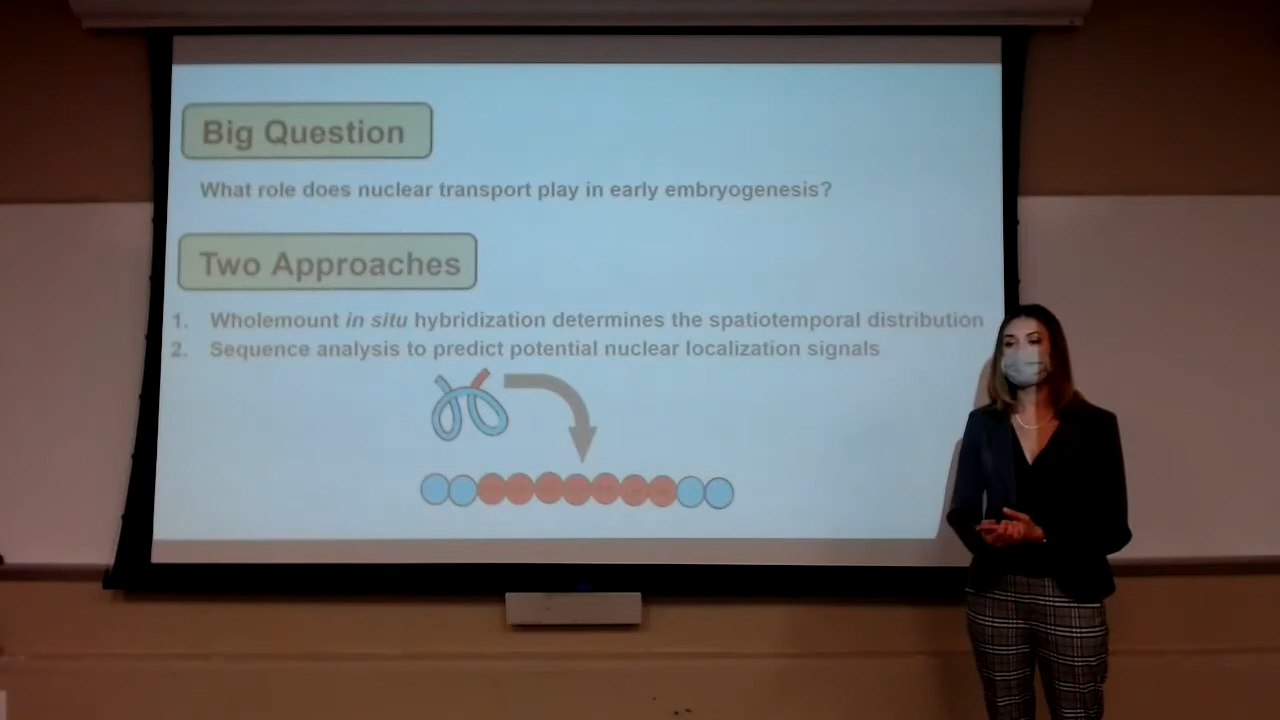 Big Question
What role does nuclear transport play in early embryogenesis?
Two Approaches
1. Wholemount in situ hybridization determines the spatiotemporal distribution
2. Sequence analysis to predict potential nuclear localization signals